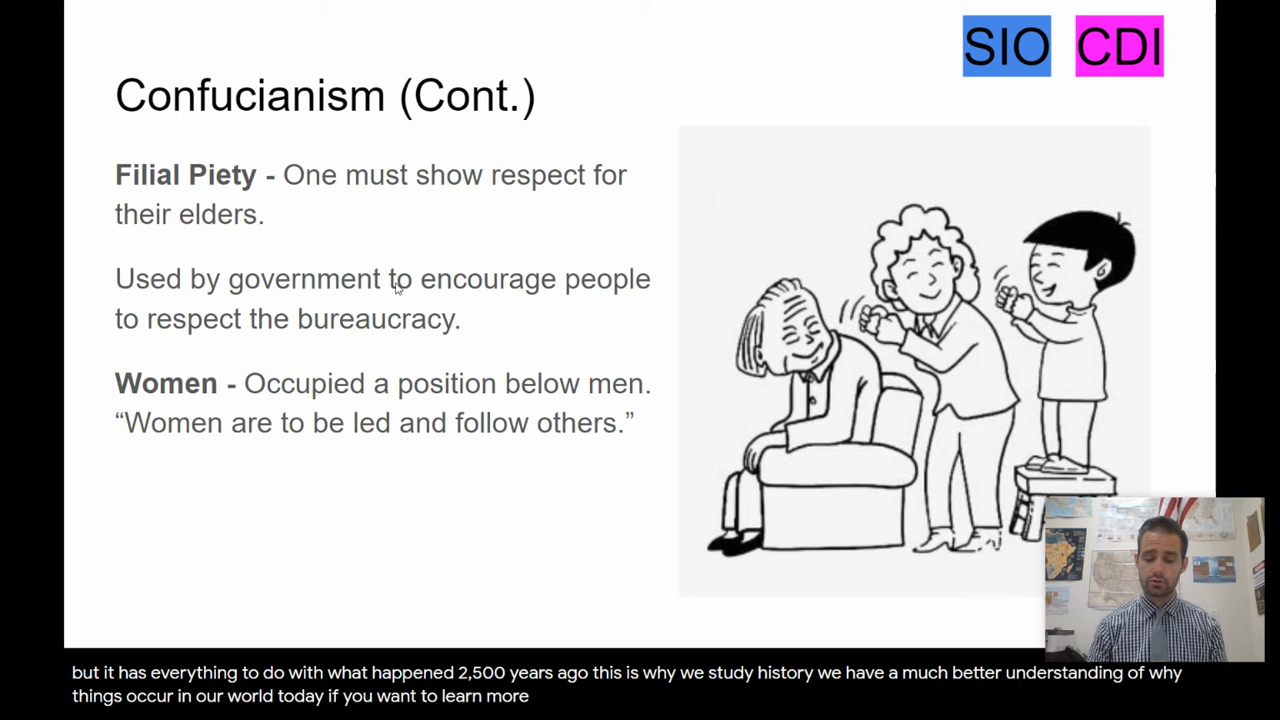 SIO CDI
Confucianism (Cont.)
Filial Piety - One must show respect for
their elders.
Used by government to encourage people
to respect the bureaucracy.
Women - Occupied a position below men.
“Women are to be led and follow others.”
but it has everything to do with what happened 2,500 years ago this is why we study history we have a much better understanding of why
things occur in our world today if you want to learn more